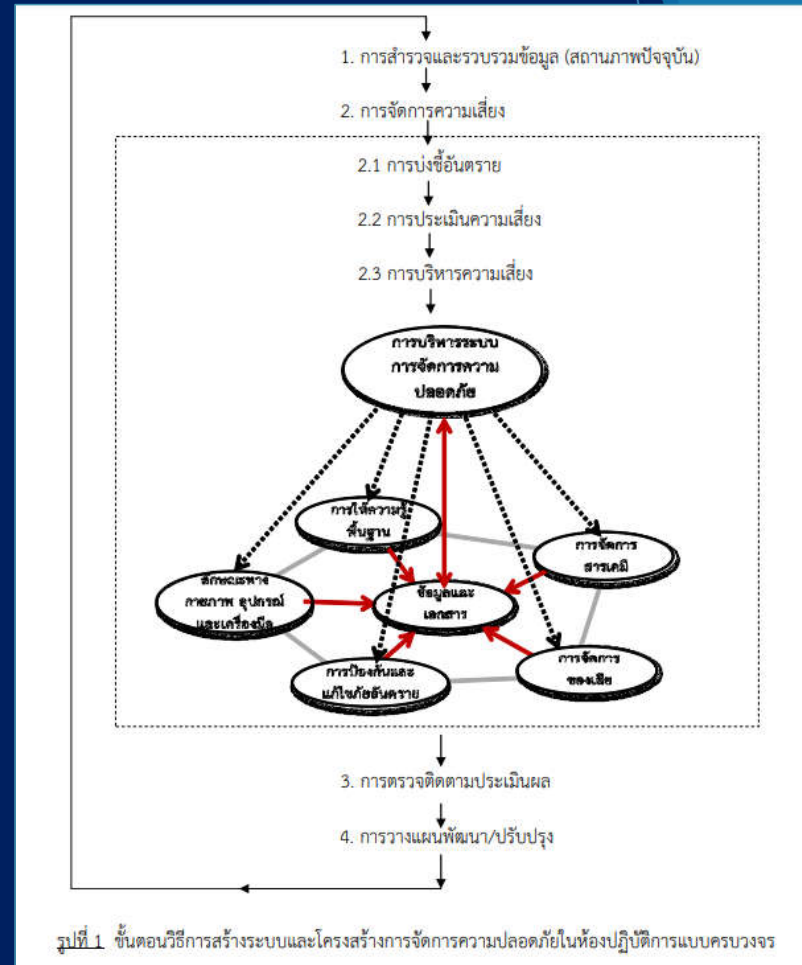 1. การสำรวจและรวบรวมข้อมูล (สถานภาพปัจจุบัน)
2. การจัดการความเสี่ยง
2.1 การบ่งชี้อันตราย
2.2 การประเมินความเสี่ยง
2.3 การบริหารความเสี่ยง
การบริหารระบบ
การจัดการความ
ปลอดภัย
การให้ความรู้
พื้นฐาน
การจัดการ
สารเคมี
ลักษณะทาง
กายภาพ อุปกรณ์
และเครื่องมือ
ข้อมูลและ
เอกสาร
การป้องกันและ
แก้ไขภัยอันตราย
การจัดการ
ของเสีย
3. การตรวจติดตามประเมินผล
4. การวางแผนพัฒนา/ปรับปรุง
รูปที่ 1 ขั้นตอนวิธีการสร้างระบบและโครงสร้างการจัดการความปลอดภัยในห้องปฏิบัติการแบบครบวงจร